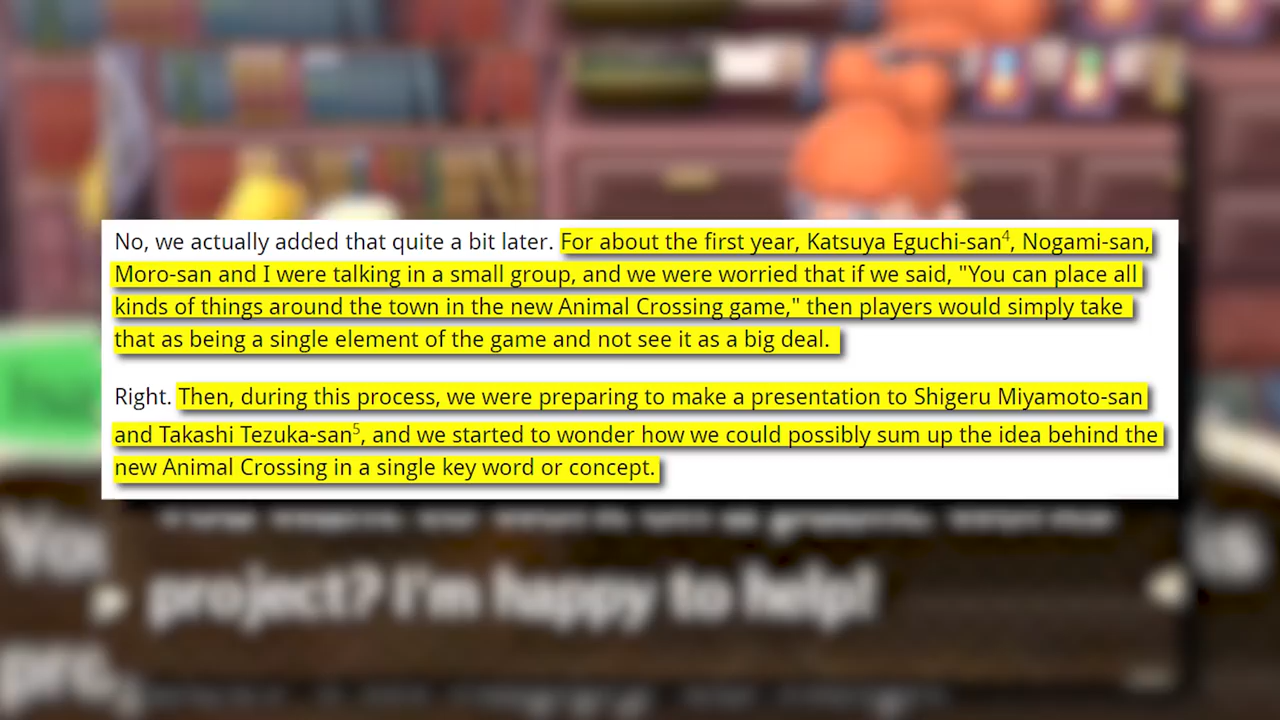 No, we actually added that quite a bit later. For about the first year, Katsuya Eguchi-san4, Nogami-san,
Moro-san and I were talking in a small group, and we were worried that if we said, "You can place all
kinds of things around the town in the new Animal Crossing game," then players would simply take
that as being a single element of the game and not see it as a big deal.
Right. Then, during this process, we were preparing to make a presentation to Shigeru Miyamoto-san
and Takashi Tezuka-san5, and we started to wonder how we could possibly sum up the idea behind the
new Animal Crossing in a single key word or concept.
project? I'm happy to help!